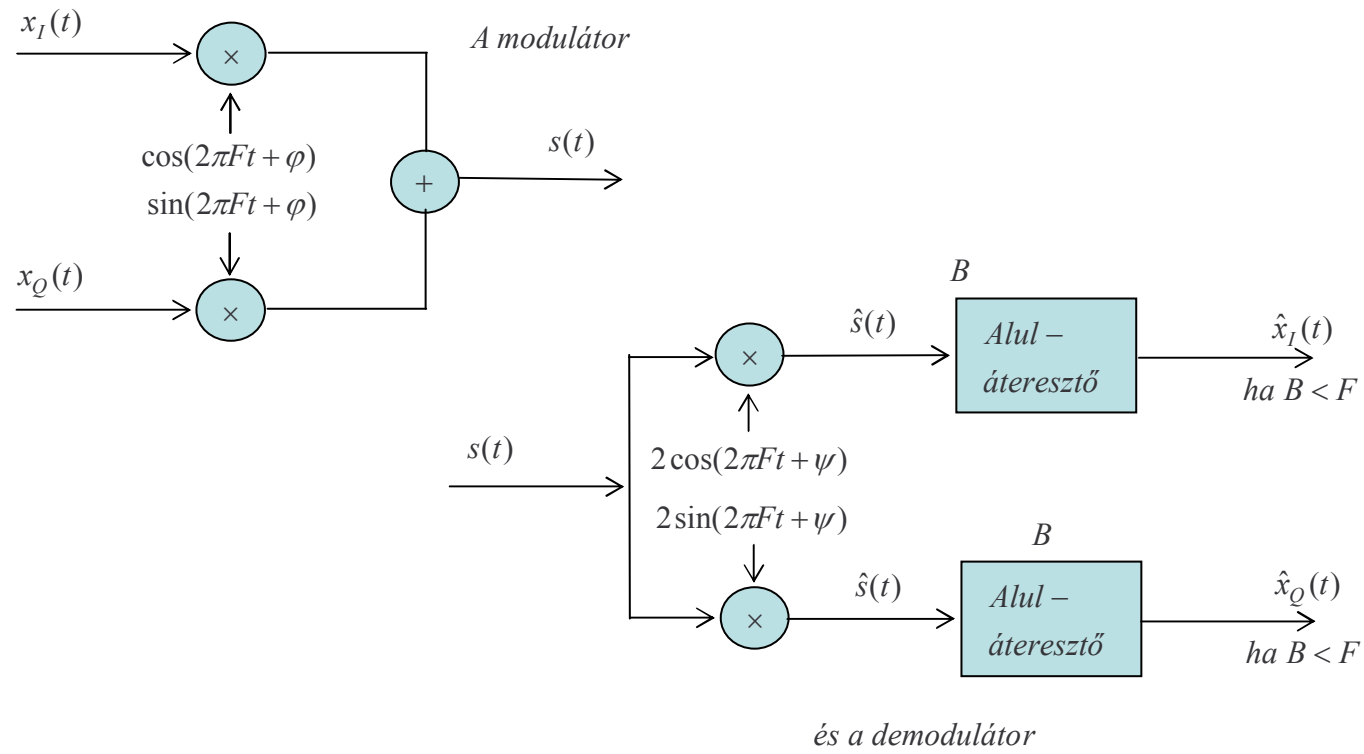 x_I(t)
A modulátor
×
cos(2πFt + φ)
sin(2πFt + φ)
+
s(t)
x_Q(t)
×
B
ŝ(t)
x̂_I(t)
×
Alul –
áteresztő
ha B < F
s(t)
2cos(2πFt + ψ)
2sin(2πFt + ψ)
B
ŝ(t)
x̂_Q(t)
×
Alul –
áteresztő
ha B < F
és a demodulátor